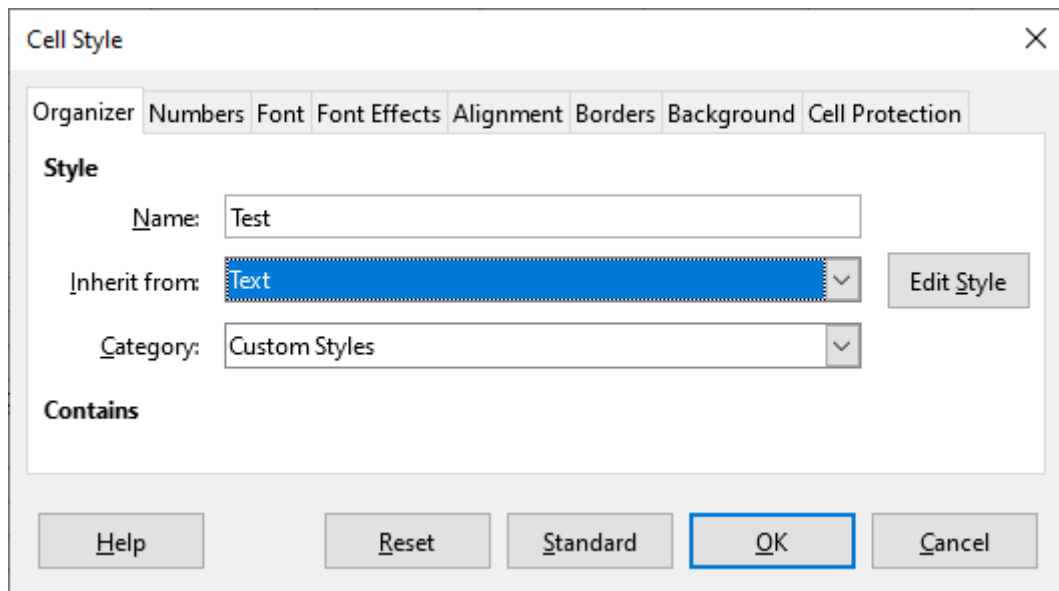 Cell Style
Organizer Numbers Font Font Effects Alignment Borders Background Cell Protection
Style
Name: Test
Inherit from: Text Edit Style
Category: Custom Styles
Contains
Help Reset Standard OK Cancel